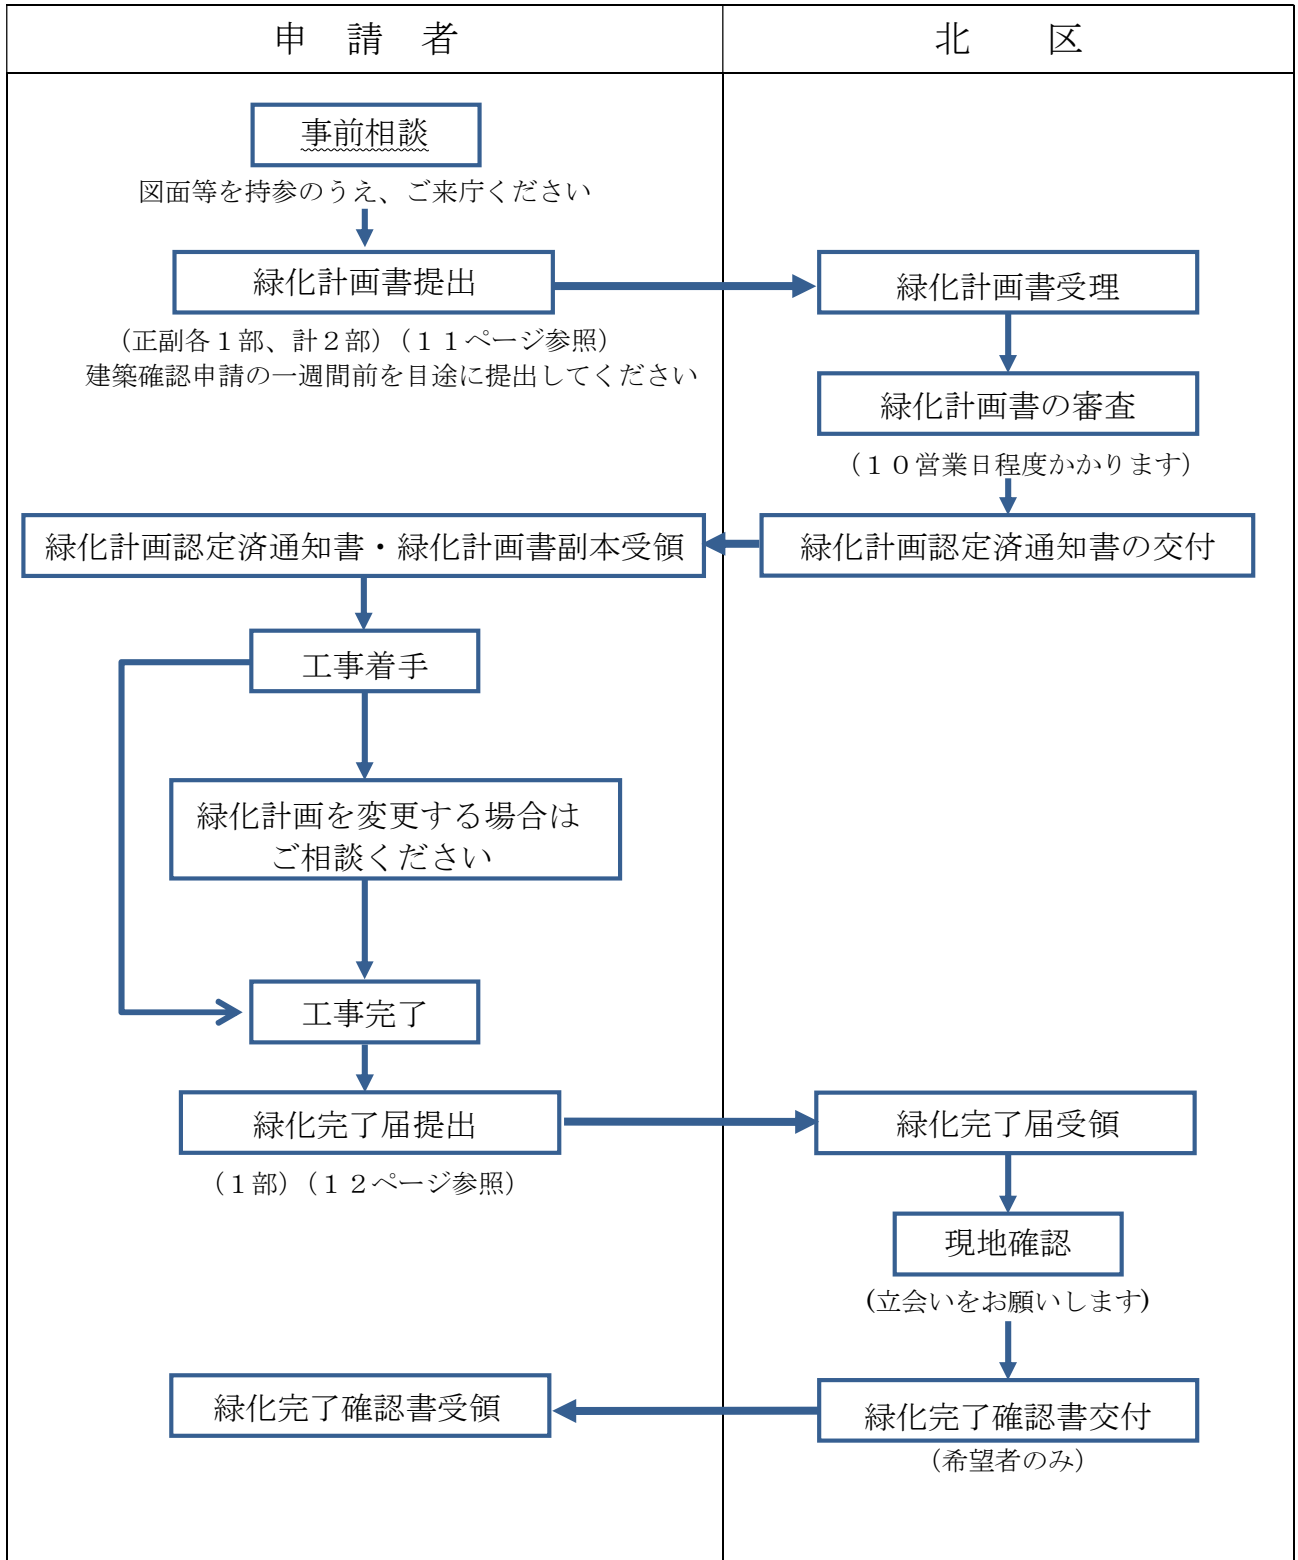 申　請　者
北　　区
事前相談
図面等を持参のうえ、ご来庁ください
緑化計画書提出
緑化計画書受理
（正副各１部、計２部）（１１ページ参照）
建築確認申請の一週間前を目途に提出してください
緑化計画書の審査
（１０営業日程度かかります）
緑化計画認定済通知書・緑化計画書副本受領
緑化計画認定済通知書の交付
工事着手
緑化計画を変更する場合は
ご相談ください
工事完了
緑化完了届提出
緑化完了届受領
（１部）（１２ページ参照）
現地確認
(立会いをお願いします)
緑化完了確認書受領
緑化完了確認書交付
（希望者のみ）